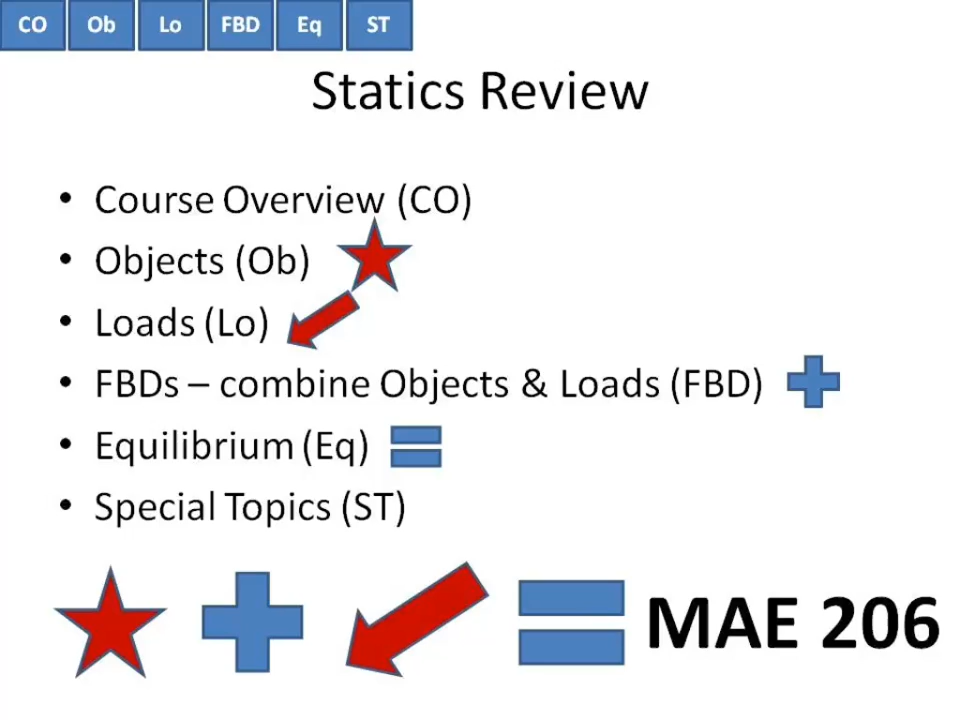 CO Ob Lo FBD Eq ST
Statics Review
• Course Overview (CO)
• Objects (Ob)
• Loads (Lo)
• FBDs – combine Objects & Loads (FBD)
• Equilibrium (Eq)
• Special Topics (ST)
MAE 206